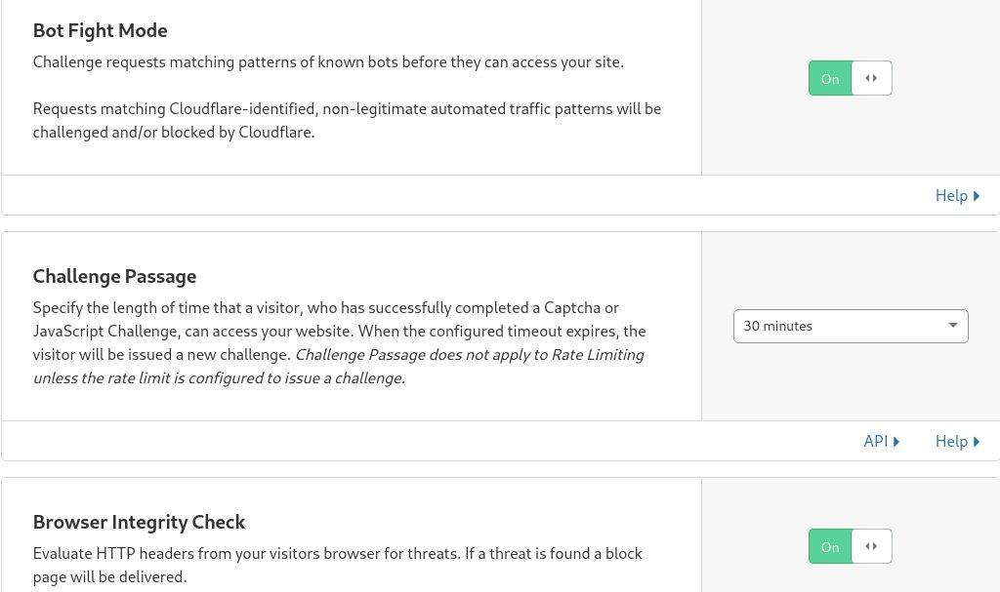 Bot Fight Mode
Challenge requests matching patterns of known bots before they can access your site.
Requests matching Cloudflare-identified, non-legitimate automated traffic patterns will be
challenged and/or blocked by Cloudflare.
On
Help
Challenge Passage
Specify the length of time that a visitor, who has successfully completed a Captcha or
JavaScript Challenge, can access your website. When the configured timeout expires, the
visitor will be issued a new challenge. Challenge Passage does not apply to Rate Limiting
unless the rate limit is configured to issue a challenge.
30 minutes
API
Help
Browser Integrity Check
Evaluate HTTP headers from your visitors browser for threats. If a threat is found a block
page will be delivered.
On